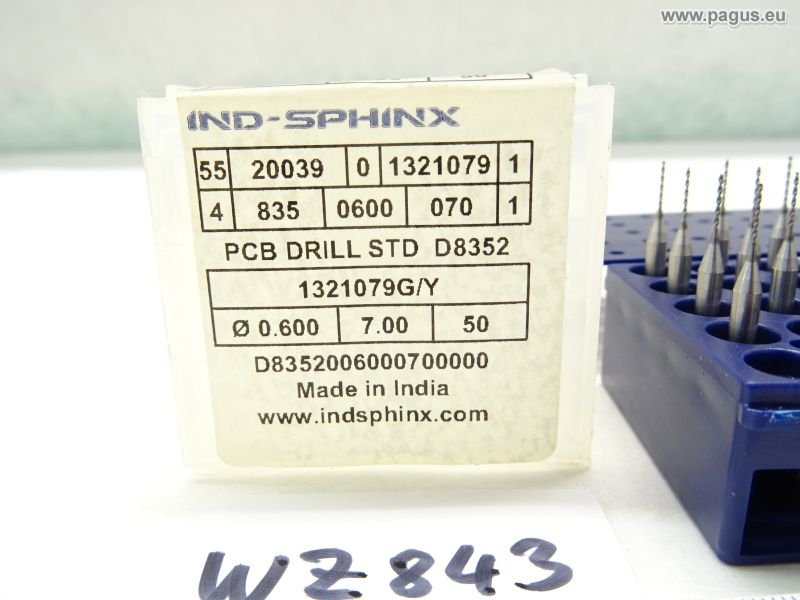 www.pagus.eu
IND-SPHINX
55 20039 0 1321079 1
4 835 0600 070 1
PCB DRILL STD D8352
1321079G/Y
Ø 0.600 7.00 50
D8352006000700000
Made in India
www.indsphinx.com
WZ843